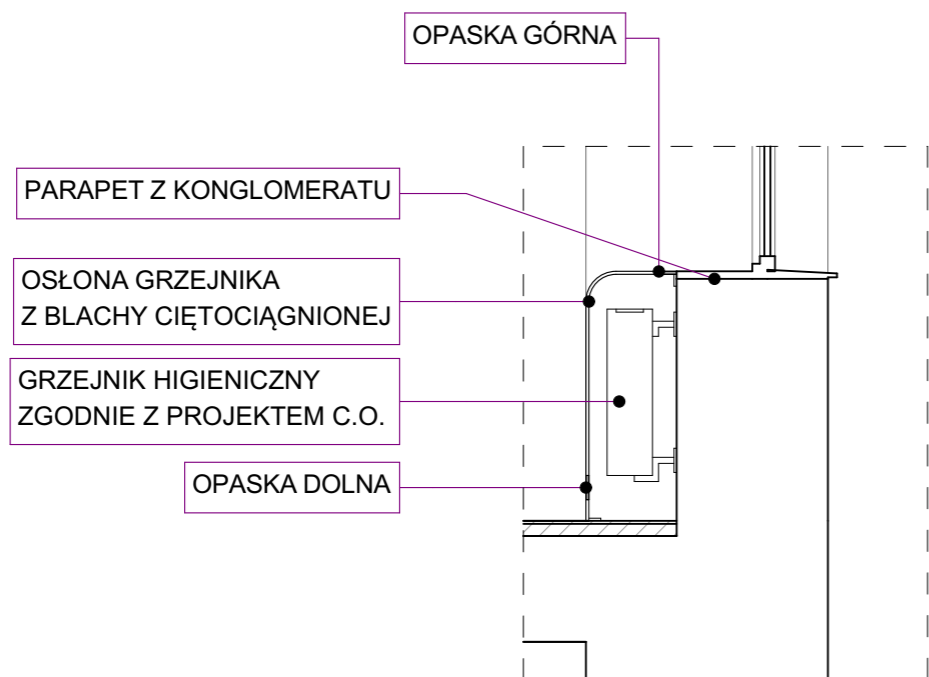 OPASKA GÓRNA
PARAPET Z KONGLOMERATU
OSŁONA GRZEJNIKA
Z BLACHY CIĘTOCIĄGNIONEJ
GRZEJNIK HIGIENICZNY
ZGODNIE Z PROJEKTEM C.O.
OPASKA DOLNA